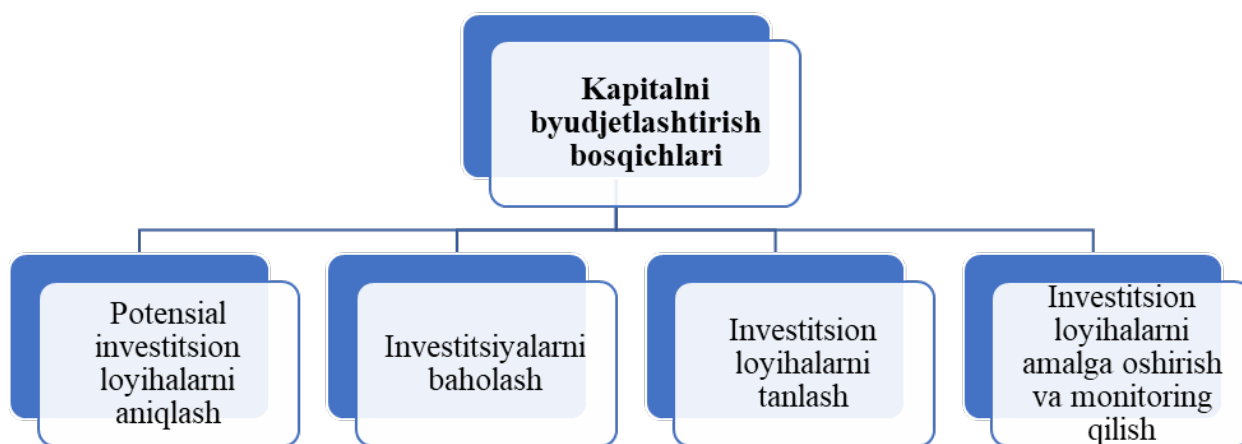 Kapitalni
byudjetlashtirish
bosqichlari
Potensial
investitsion
loyihalarni
aniqlash
Investitsiyalarni
baholash
Investitsion
loyihalarni
tanlash
Investitsion
loyihalarni
amalga oshirish
va monitoring
qilish